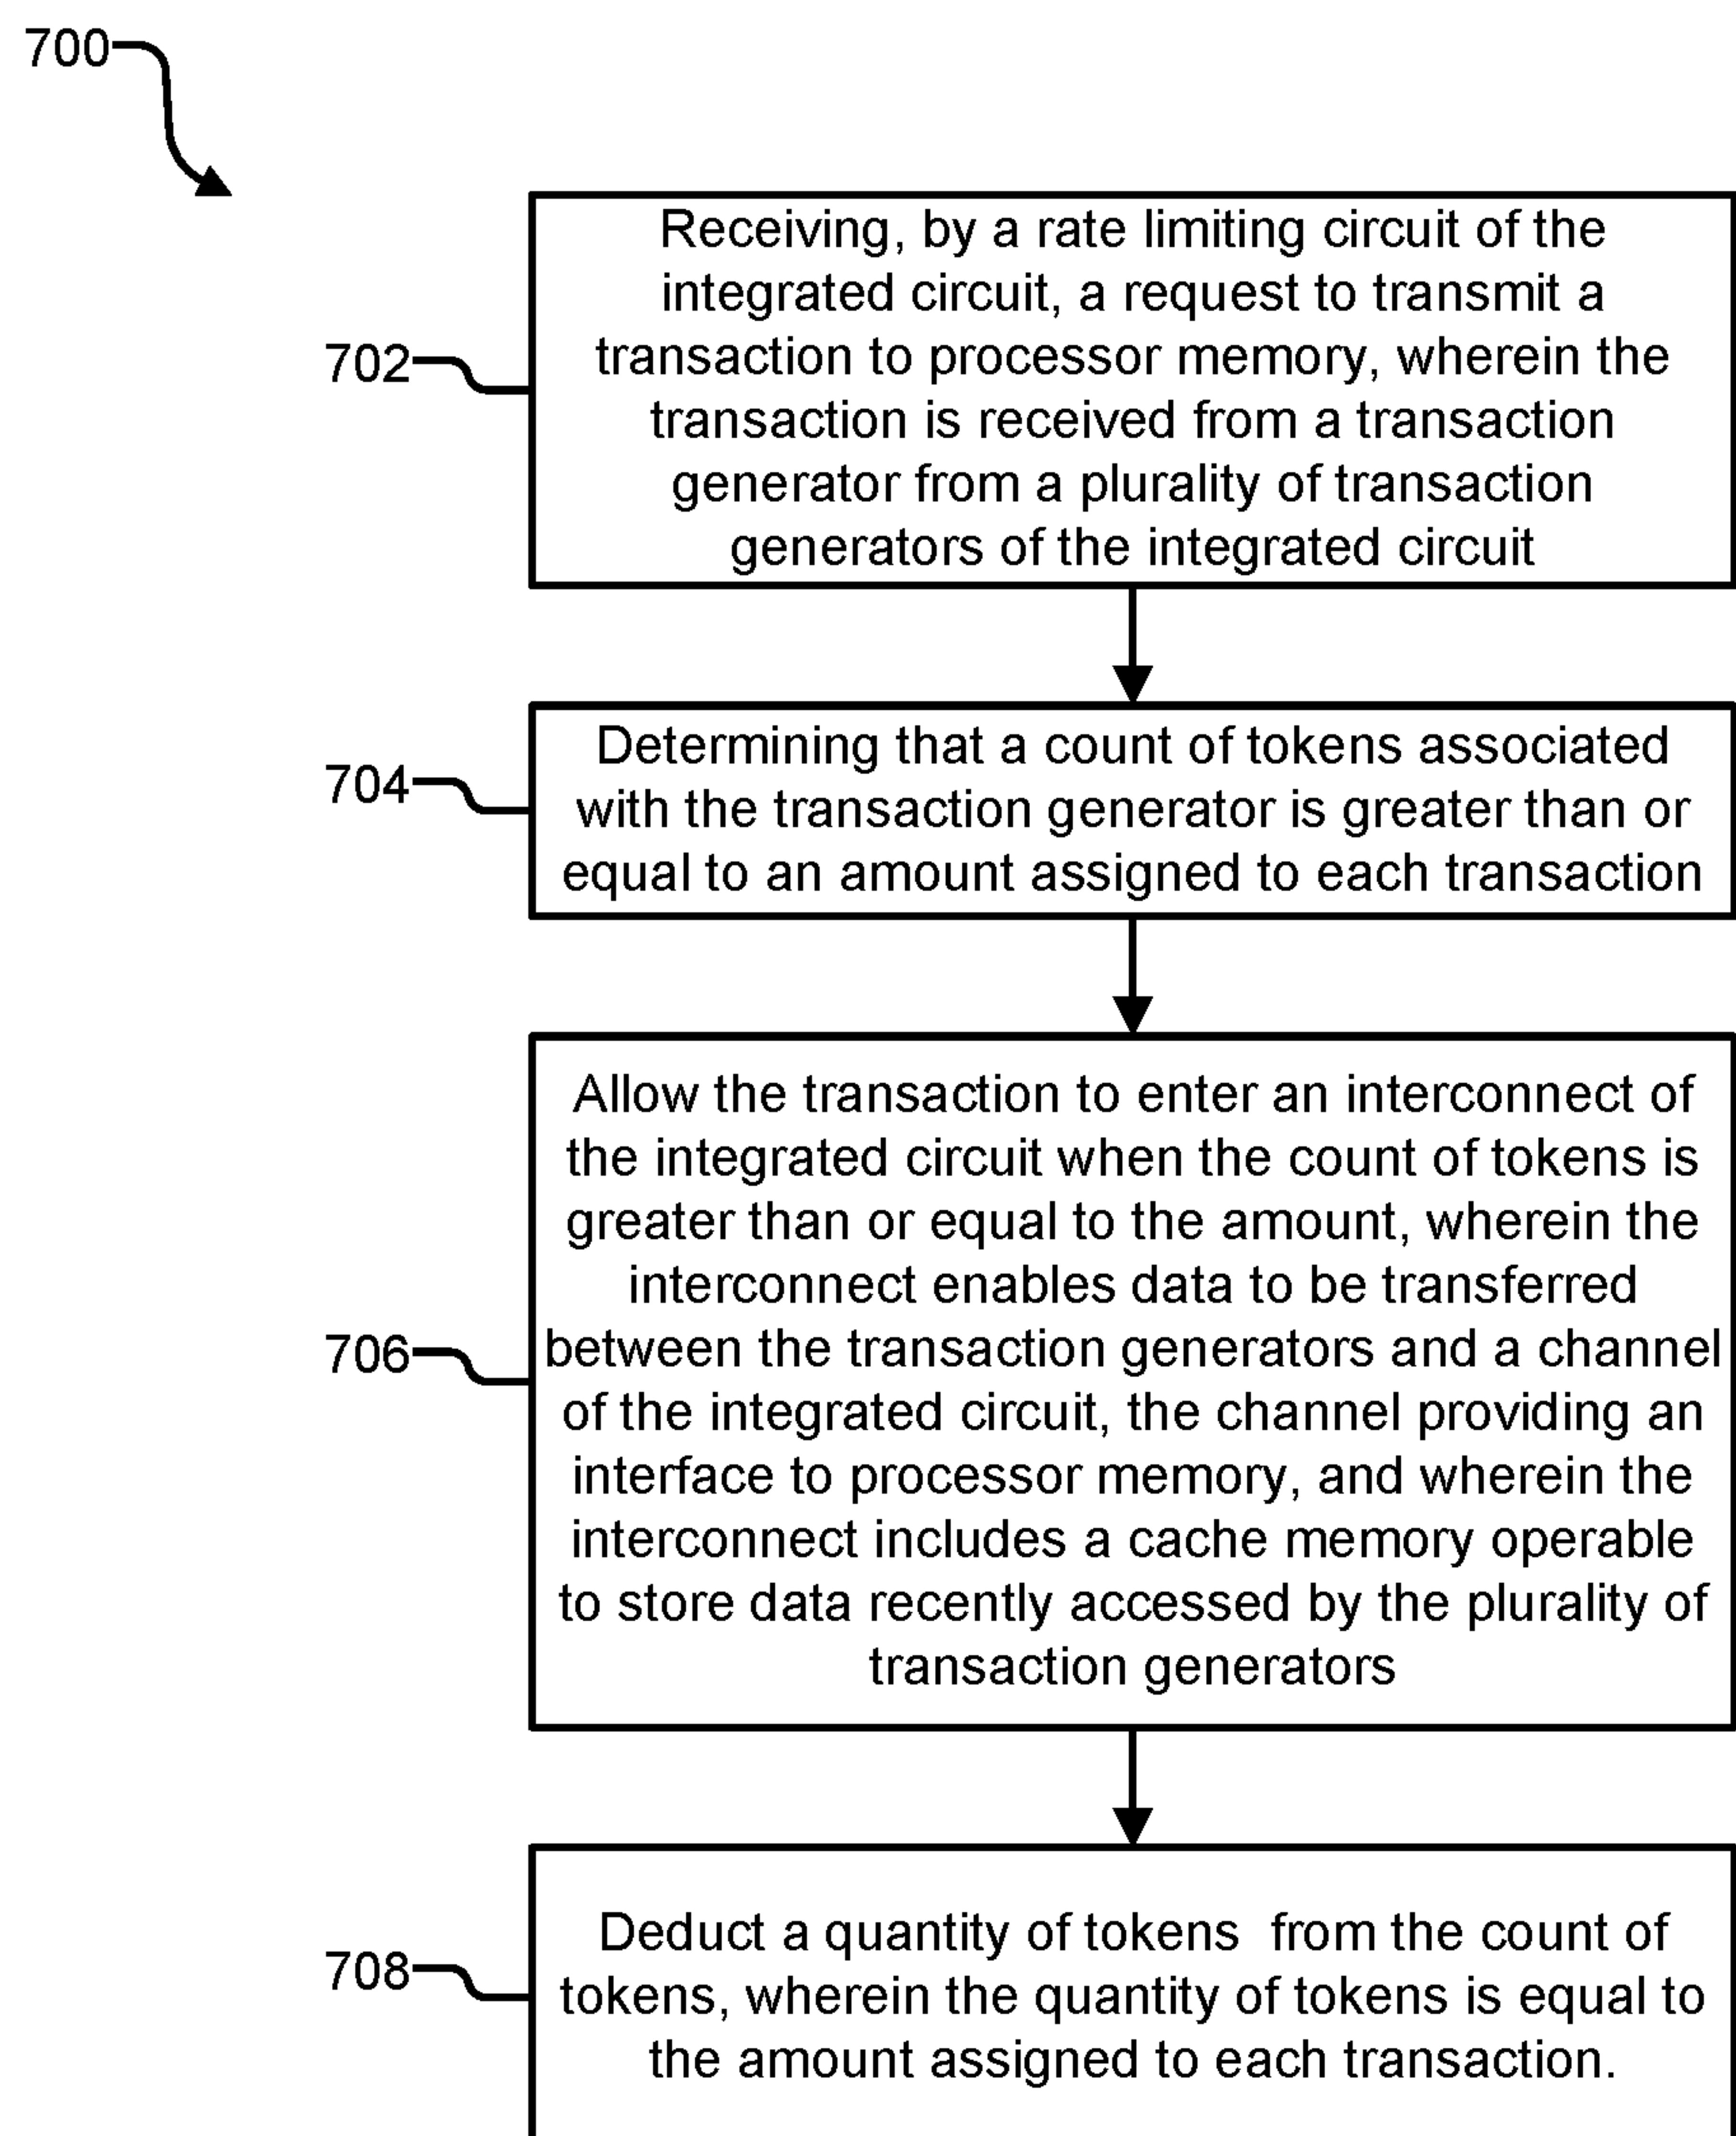 700
Receiving, by a rate limiting circuit of the
integrated circuit, a request to transmit a
transaction to processor memory, wherein the
transaction is received from a transaction
generator from a plurality of transaction
generators of the integrated circuit
702
Determining that a count of tokens associated
with the transaction generator is greater than or
equal to an amount assigned to each transaction
704
Allow the transaction to enter an interconnect of
the integrated circuit when the count of tokens is
greater than or equal to the amount, wherein the
interconnect enables data to be transferred
between the transaction generators and a channel
of the integrated circuit, the channel providing an
interface to processor memory, and wherein the
interconnect includes a cache memory operable
to store data recently accessed by the plurality of
transaction generators
706
Deduct a quantity of tokens  from the count of
tokens, wherein the quantity of tokens is equal to
the amount assigned to each transaction.
708